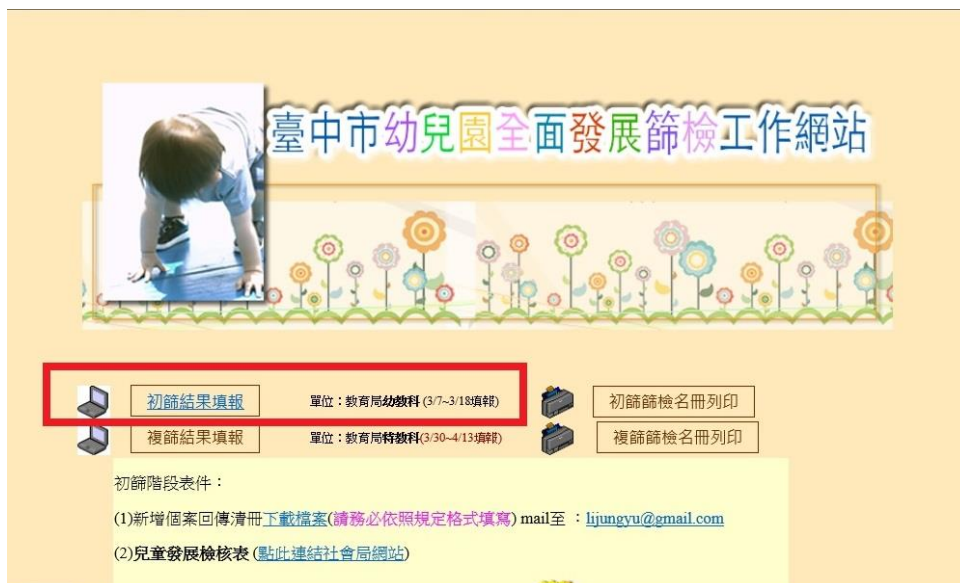 臺中市幼兒園全面發展篩檢工作網站
初篩結果填報 單位：教育局幼教科 (3/7~3/18填報) 初篩篩檢名冊列印
複篩結果填報 單位：教育局特教科(3/30~4/13填報) 複篩篩檢名冊列印
初篩階段表件：
(1)新增個案回傳清冊下載檔案(請務必依照規定格式填寫) mail至 ：lijungyu@gmail.com
(2)兒童發展檢核表 (點此連結社會局網站)